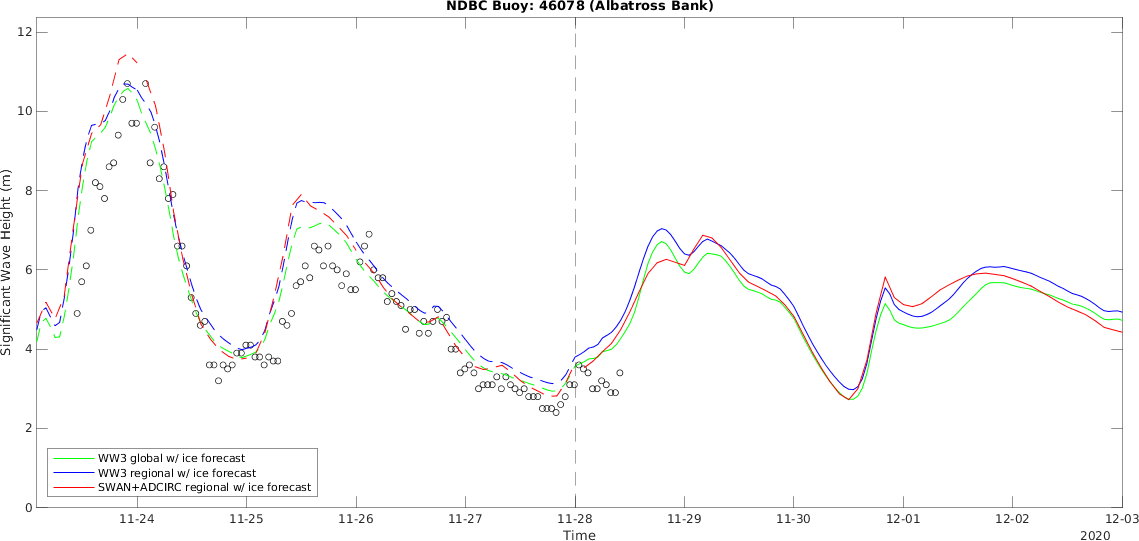 NDBC Buoy: 46078 (Albatross Bank)
Significant Wave Height (m)
12
10
8
6
4
2
0
WW3 global w/ ice forecast
WW3 regional w/ ice forecast
SWAN+ADCIRC regional w/ ice forecast
11-24 11-25 11-26 11-27 11-28 11-29 11-30 12-01 12-02 12-03
Time
2020